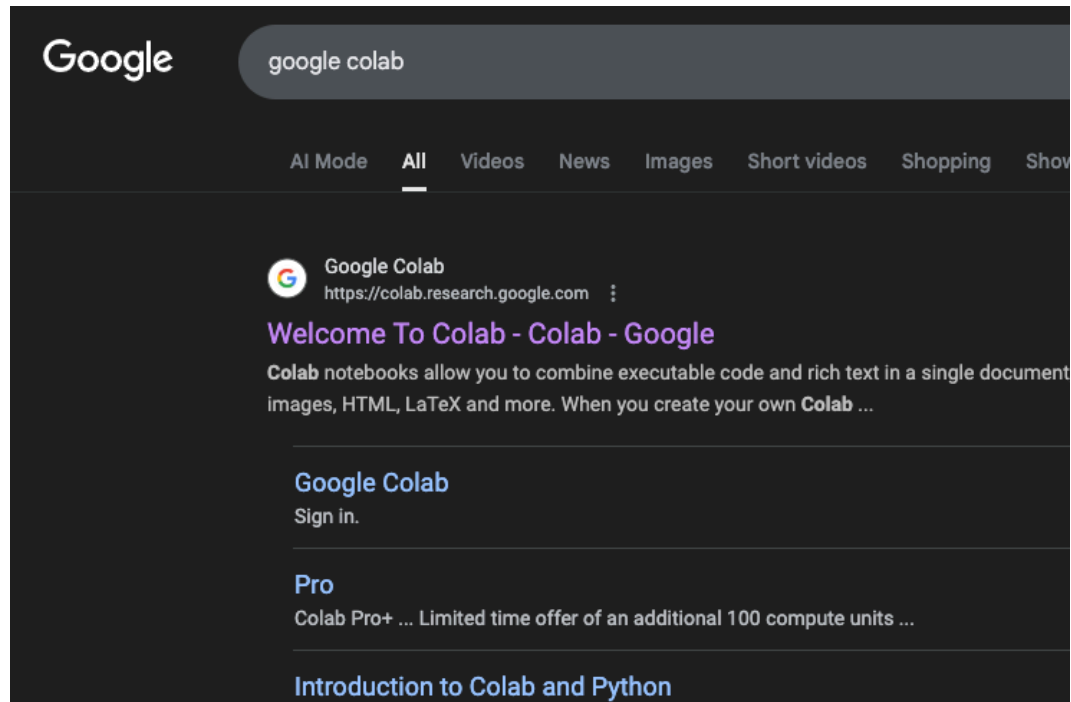 Google
google colab
AI Mode All Videos News Images Short videos Shopping
Google Colab
https://colab.research.google.com
Welcome To Colab - Colab - Google
Colab notebooks allow you to combine executable code and rich text in a single document
images, HTML, LaTeX and more. When you create your own Colab ...
Google Colab
Sign in.
Pro
Colab Pro+ ... Limited time offer of an additional 100 compute units ...
Introduction to Colab and Python